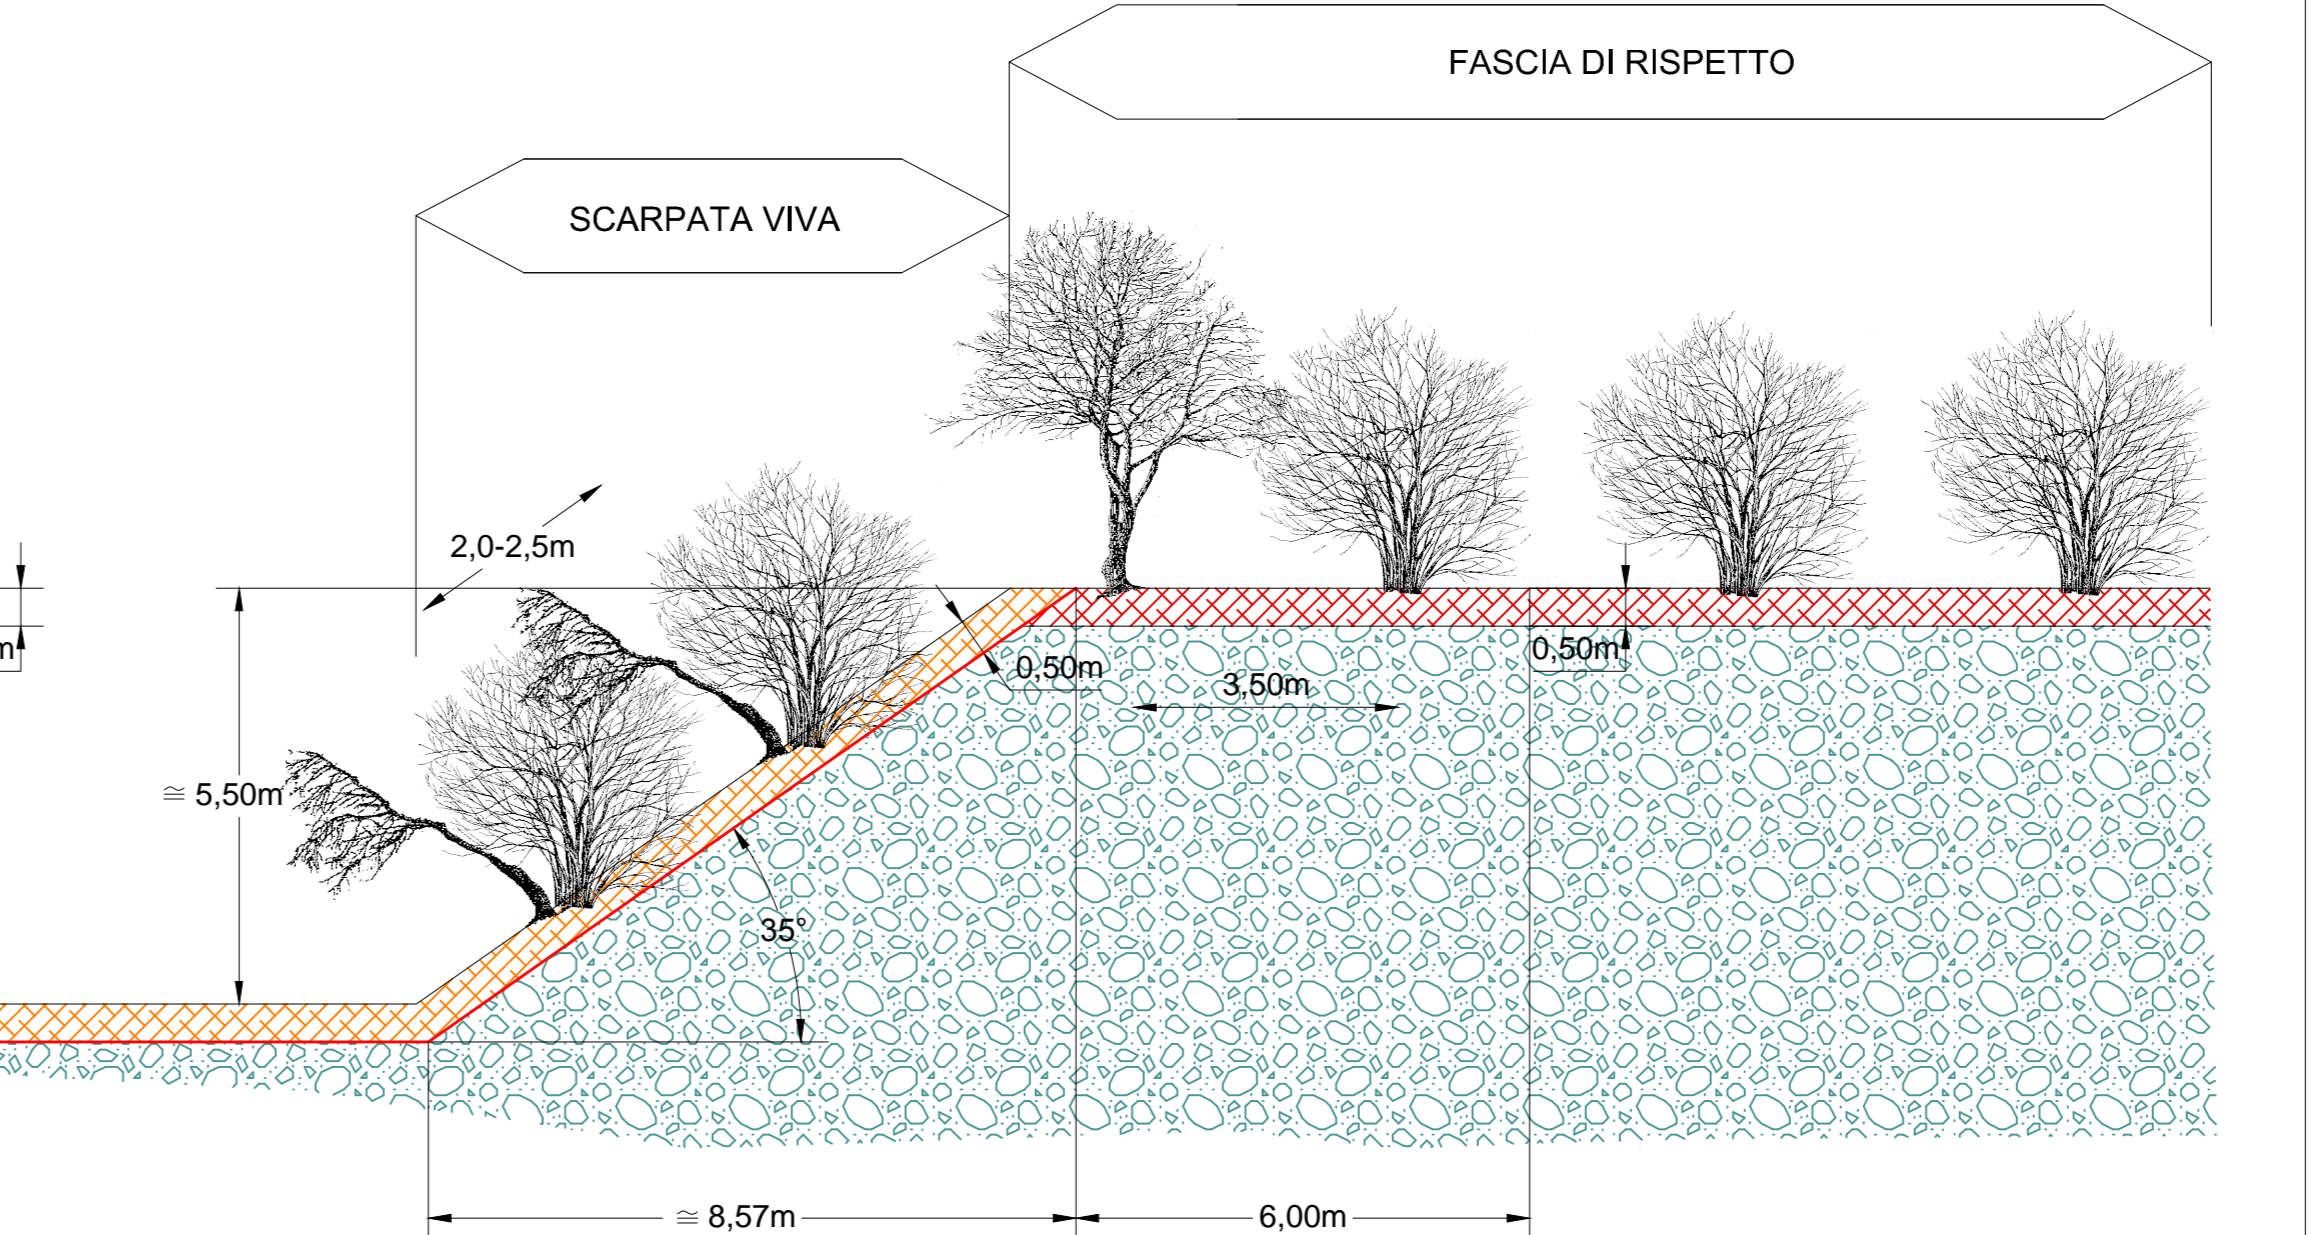 FASCIA DI RISPETTO
SCARPATA VIVA
2,0-2,5m
m
0,50m
0,50m
3,50m
≅ 5,50m
35°
≅ 8,57m
6,00m